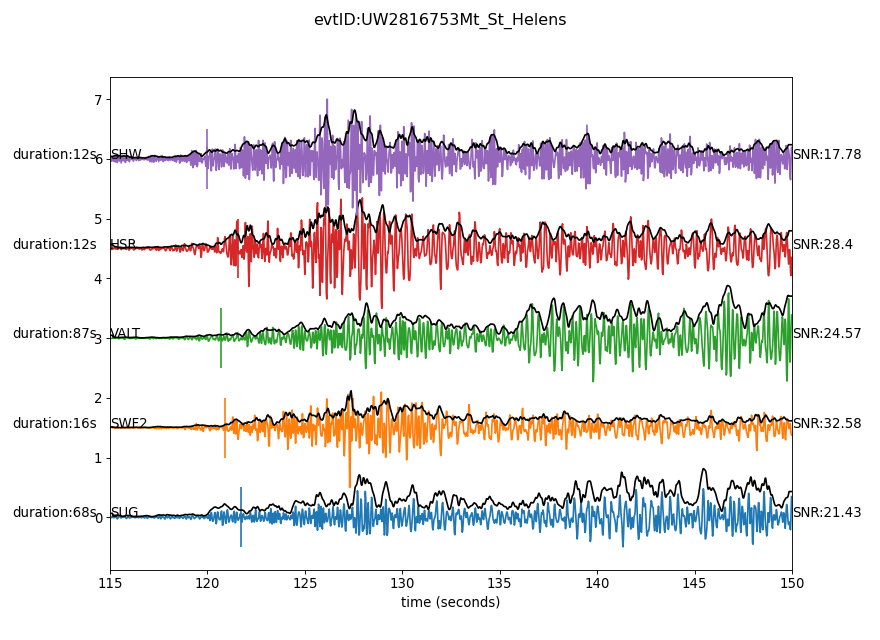 evtID:UW2816753Mt_St_Helens
7
duration:12s SHW 6 SNR:17.78
5
duration:12s HSR SNR:28.4
4
duration:87s VALT 3 SNR:24.57
2
duration:16s SWF2 SNR:32.58
1
duration:68s SUG 0 SNR:21.43
115 120 125 130 135 140 145 150
time (seconds)